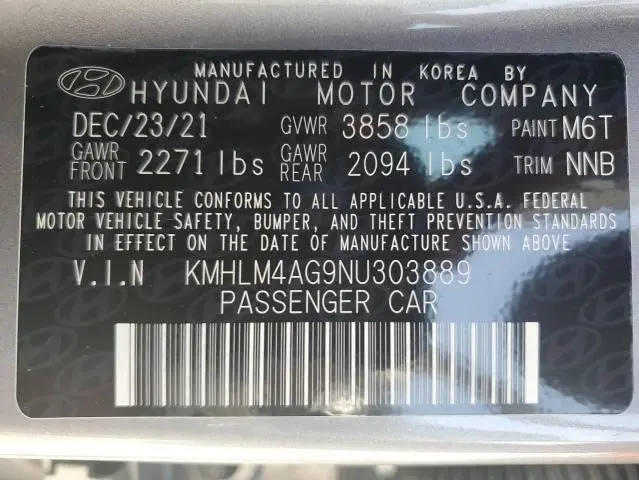 MANUFACTURED IN KOREA BY
HYUNDAI MOTOR COMPANY
DEC/23/21 GVWR 3858 lbs PAINT M6T
GAWR FRONT 2271 lbs GAWR REAR 2094 lbs TRIM NNB
THIS VEHICLE CONFORMS TO ALL APPLICABLE U.S.A. FEDERAL
MOTOR VEHICLE SAFETY, BUMPER, AND THEFT PREVENTION STANDARDS
IN EFFECT ON THE DATE OF MANUFACTURE SHOWN ABOVE
V.I.N KMHLM4AG9NU303889
PASSENGER CAR